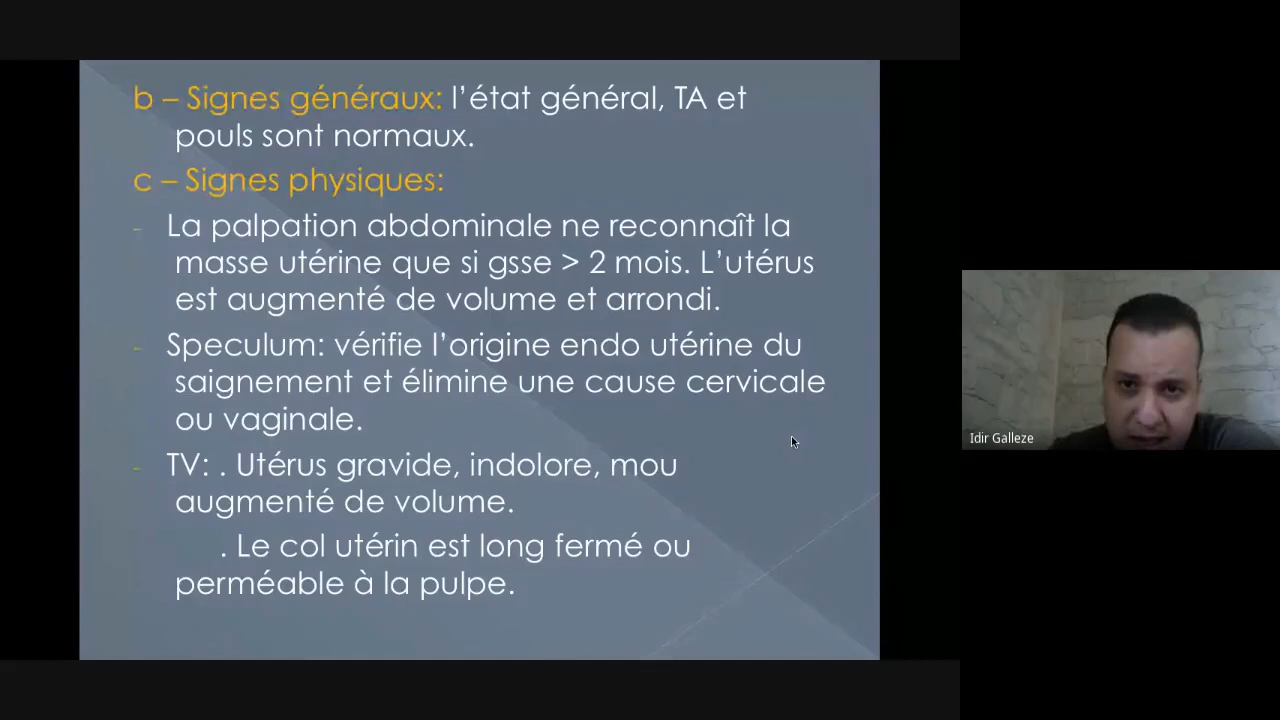 b – Signes généraux: l’état général, TA et
pouls sont normaux.
c – Signes physiques:
- La palpation abdominale ne reconnaît la
masse utérine que si gsse > 2 mois. L’utérus
est augmenté de volume et arrondi.
- Speculum: vérifie l’origine endo utérine du
saignement et élimine une cause cervicale
ou vaginale.
- TV: . Utérus gravide, indolore, mou
augmenté de volume.
. Le col utérin est long fermé ou
perméable à la pulpe.
Idir Galleze